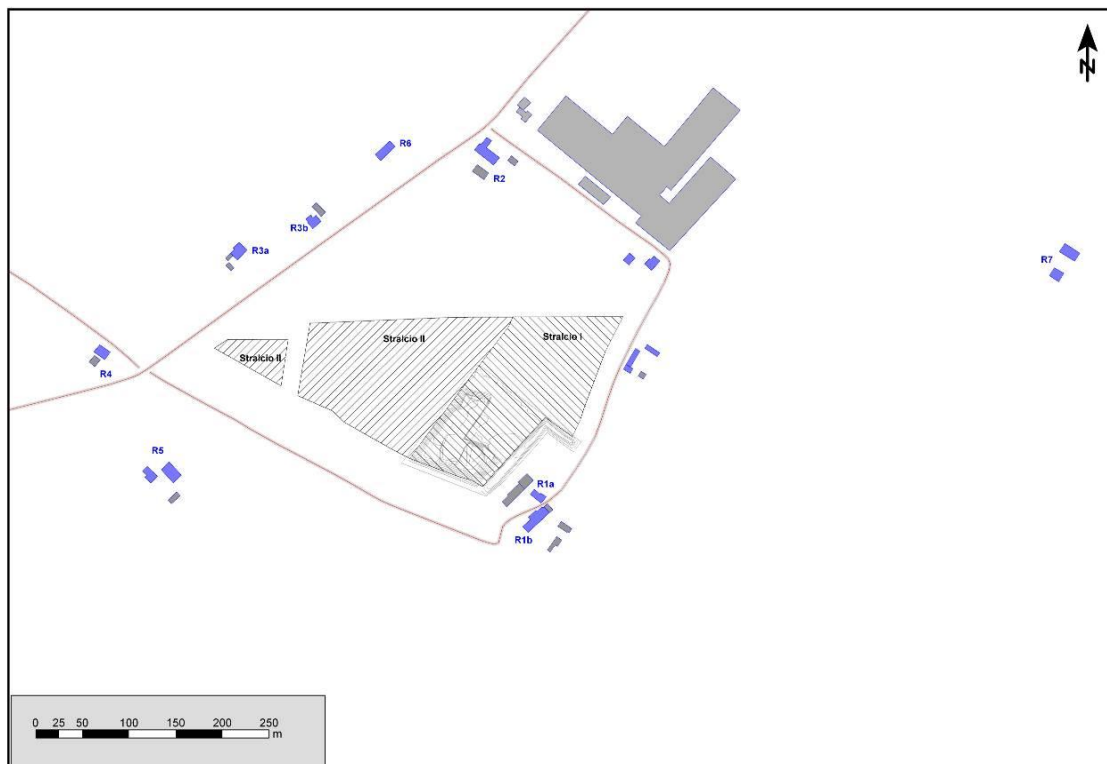 N
R6
R2
R3b
R3a
R7
Stralcio II
Stralcio I
Stralcio II
R4
R5
R1a
R1b
0 25 50 100 150 200 250
m